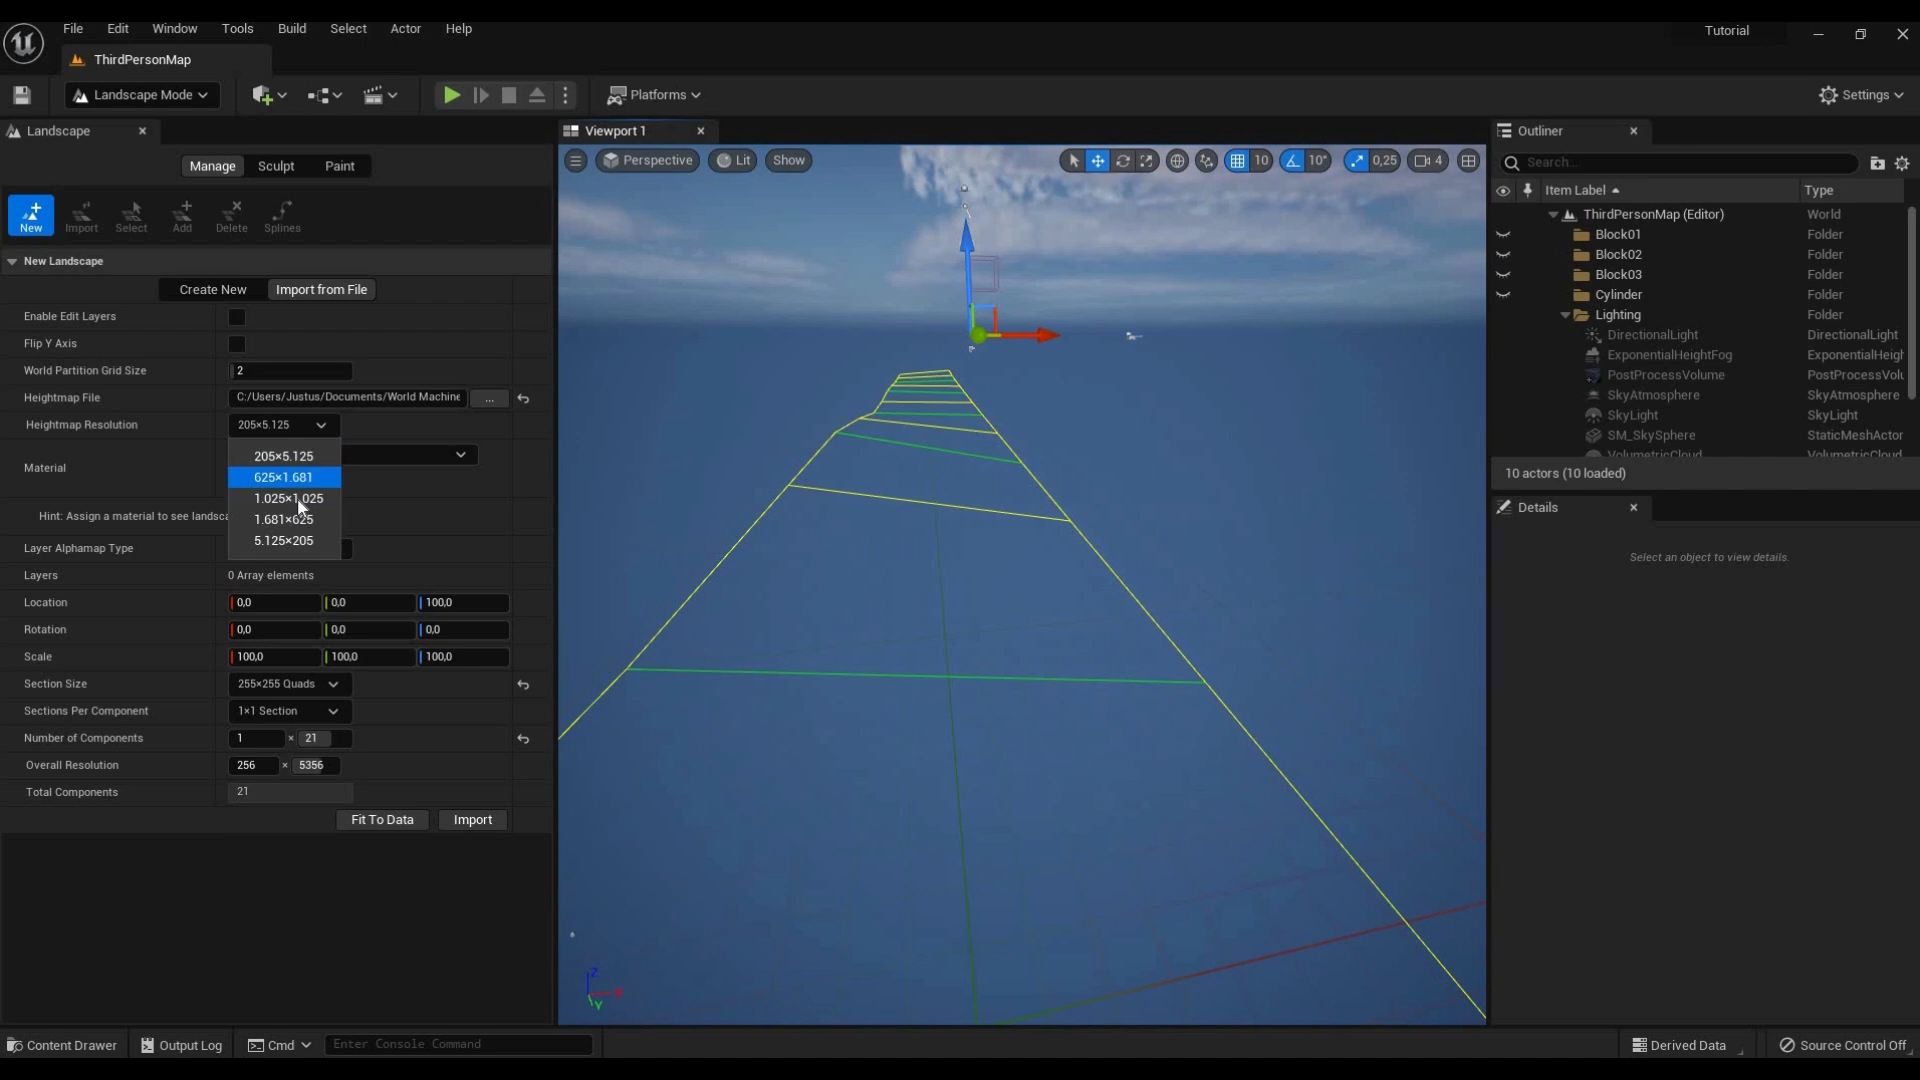 File Edit Window Tools Build Select Actor Help
Tutorial
ThirdPersonMap
Landscape Mode
Platforms
Settings
Landscape
Manage Sculpt Paint
New Import Select Add Delete Splines
New Landscape
Create New Import from File
Enable Edit Layers
Flip Y Axis
World Partition Grid Size 2
Heightmap File C:/Users/Justus/Documents/World Machine ...
Heightmap Resolution 205×5.125
205×5.125
625×1.681
1.025×1.025
1.681×625
5.125×205
Material
Hint: Assign a material to see landsca
Layer Alphamap Type
Layers 0 Array elements
Location 0,0 0,0 100,0
Rotation 0,0 0,0 0,0
Scale 100,0 100,0 100,0
Section Size 255×255 Quads
Sections Per Component 1×1 Section
Number of Components 1 × 21
Overall Resolution 256 × 5356
Total Components 21
Fit To Data Import
Viewport 1
Perspective Lit Show
10 10° 0,25 4
Z
X
Y
Outliner
Search...
Item Label Type
ThirdPersonMap (Editor) World
Block01 Folder
Block02 Folder
Block03 Folder
Cylinder Folder
Lighting Folder
DirectionalLight DirectionalLight
ExponentialHeightFog ExponentialHeigh
PostProcessVolume PostProcessVolu
SkyAtmosphere SkyAtmosphere
SkyLight SkyLight
SM_SkySphere StaticMeshActor
VolumetricCloud VolumetricCloud
10 actors (10 loaded)
Details
Select an object to view details.
Content Drawer Output Log Cmd Enter Console Command
Derived Data Source Control Off